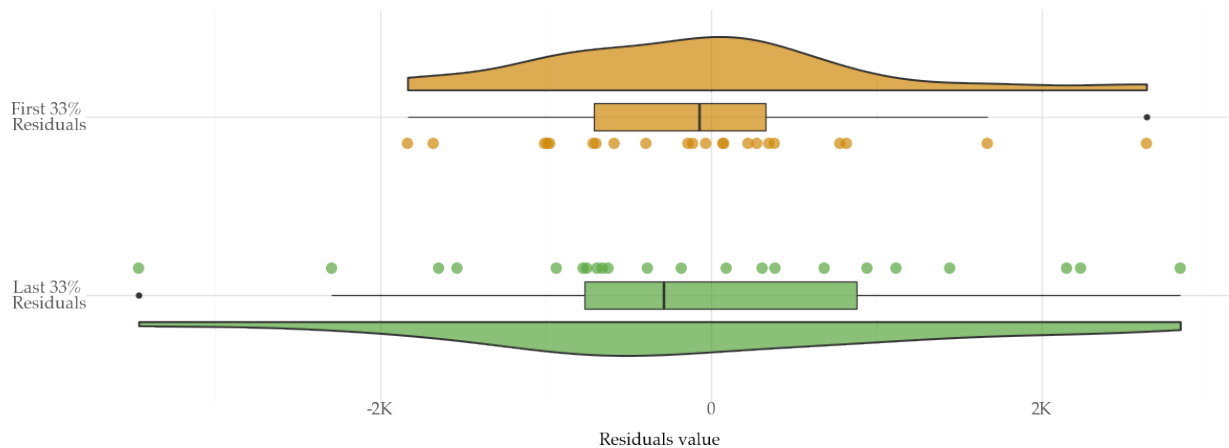 First 33%
Residuals
Last 33%
Residuals
-2K
0
2K
Residuals value